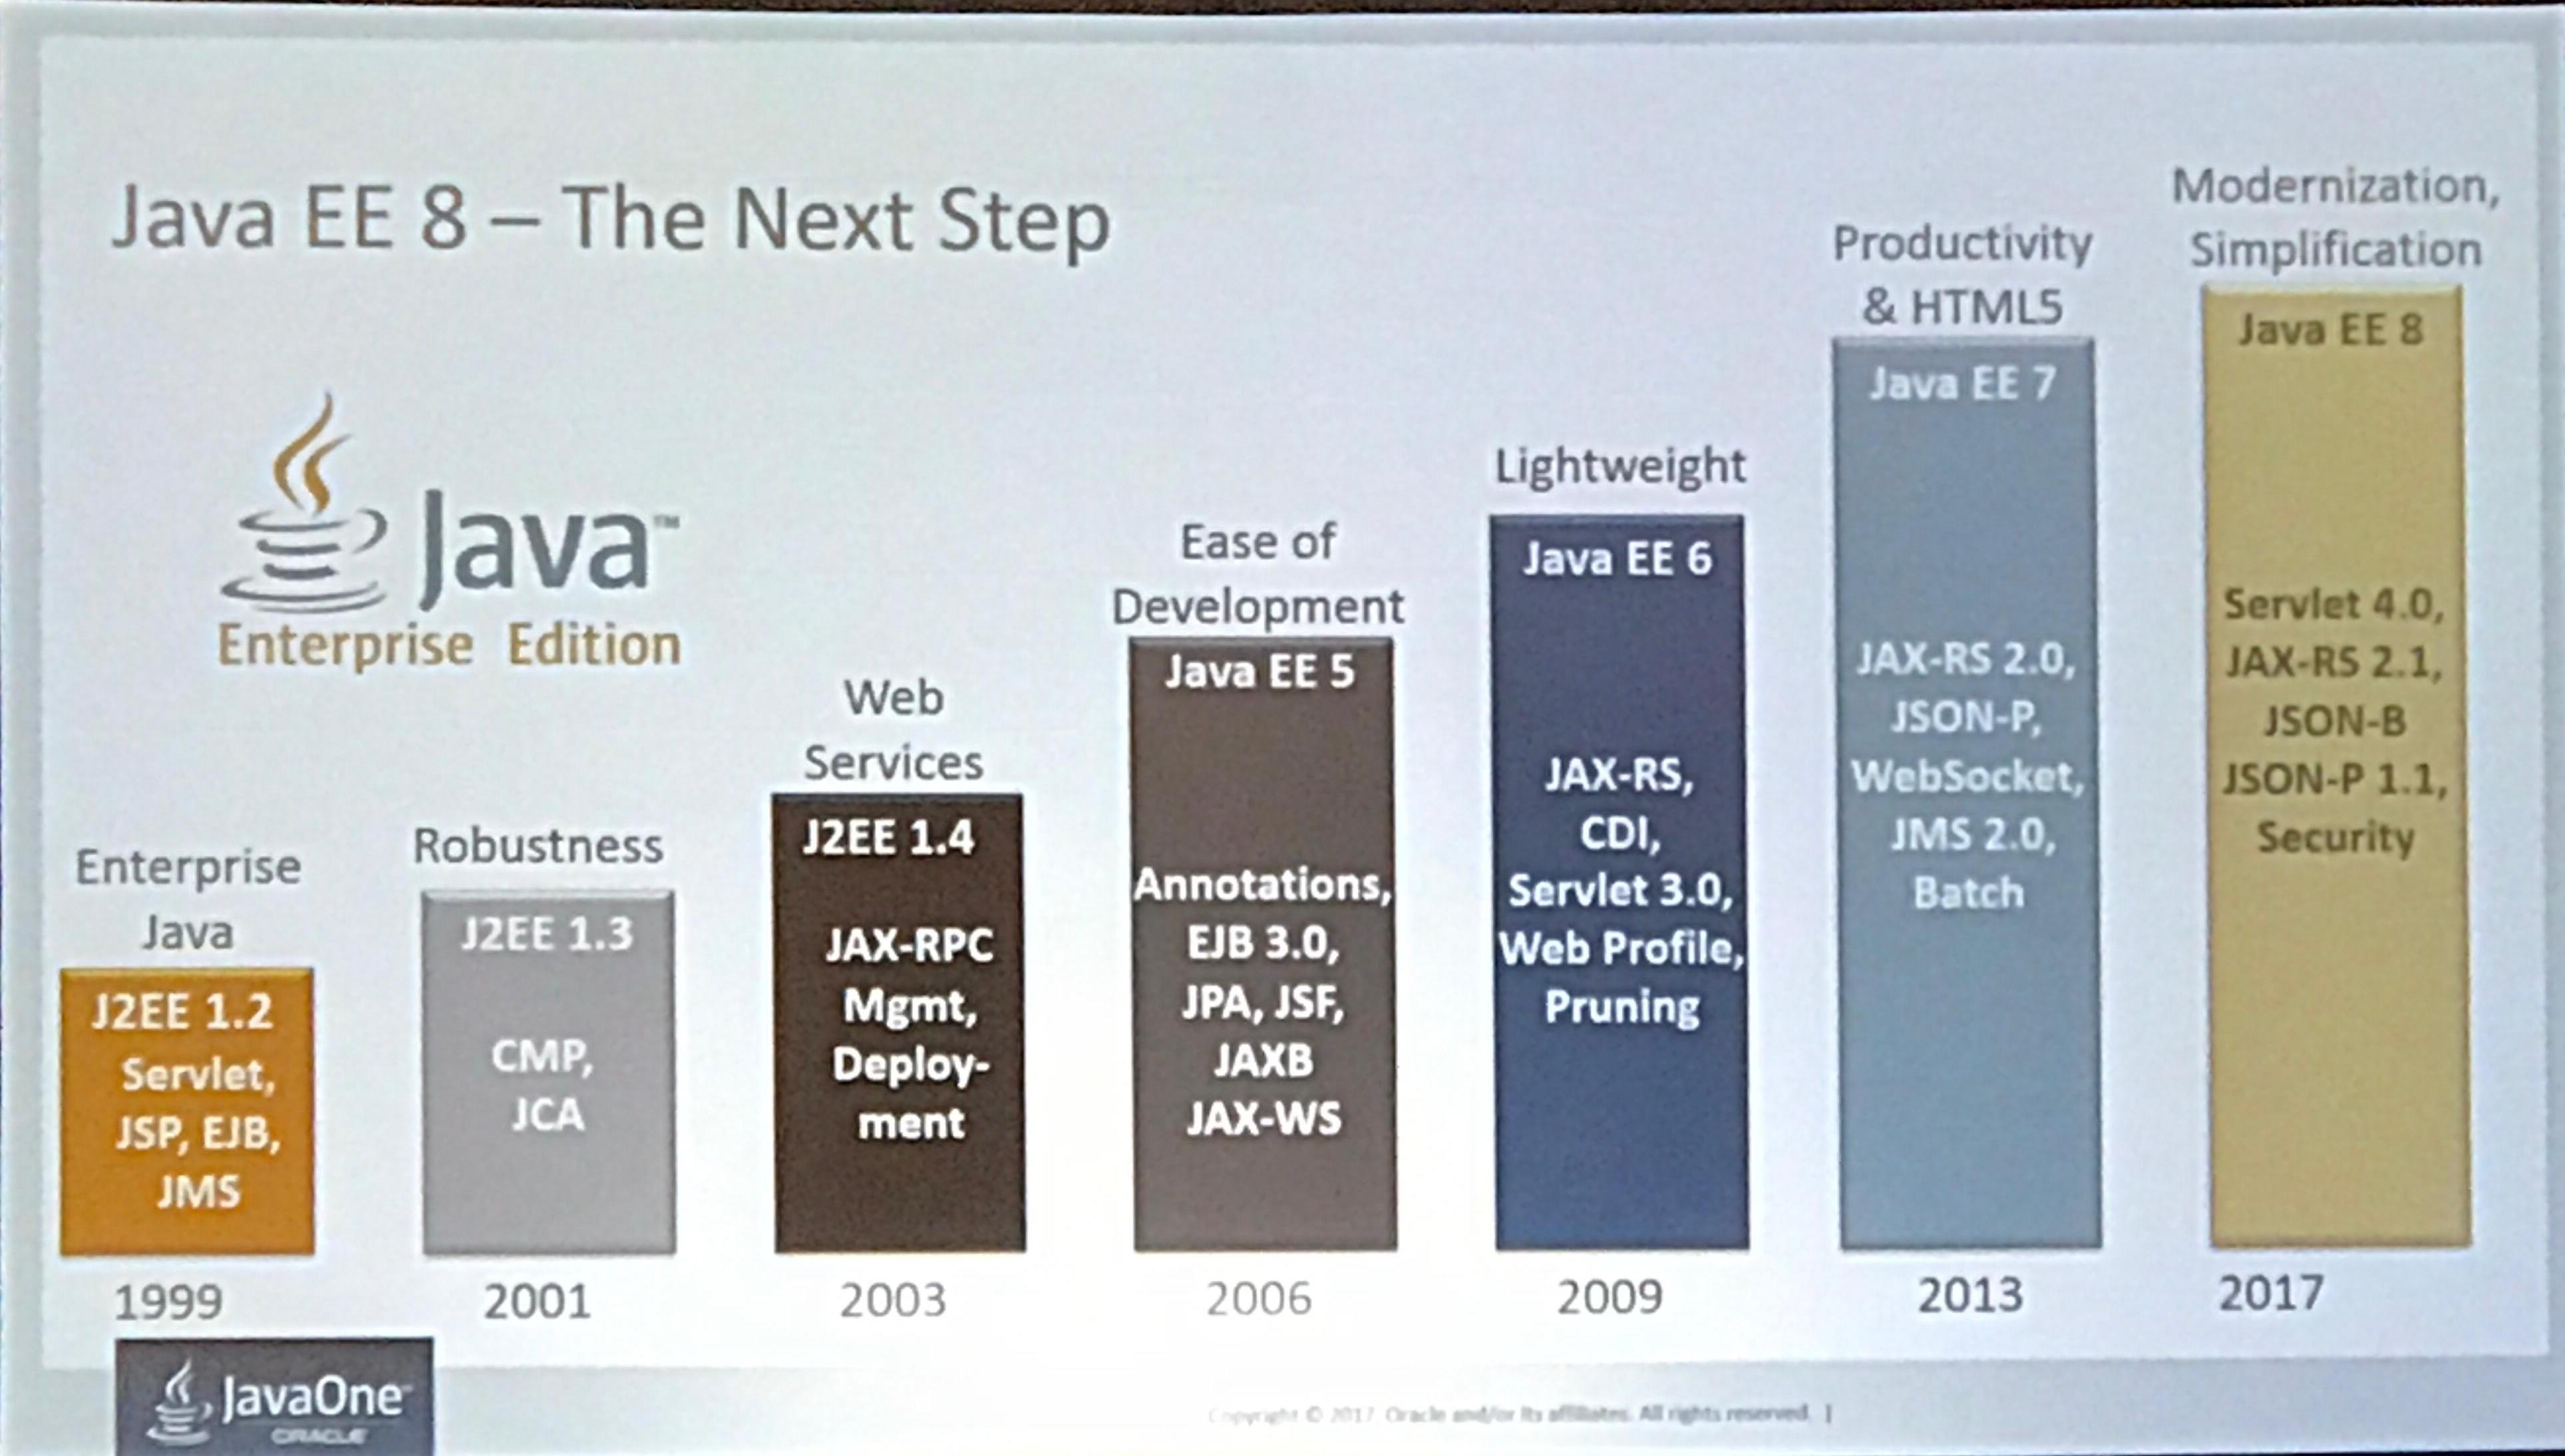 Java EE 8 – The Next Step
Java™
Enterprise Edition
Enterprise
Java
J2EE 1.2
Servlet,
JSP, EJB,
JMS
1999
Robustness
J2EE 1.3
CMP,
JCA
2001
Web
Services
J2EE 1.4
JAX-RPC
Mgmt,
Deploy-
ment
2003
Ease of
Development
Java EE 5
Annotations,
EJB 3.0,
JPA, JSF,
JAXB
JAX-WS
2006
Lightweight
Java EE 6
JAX-RS,
CDI,
Servlet 3.0,
Web Profile,
Pruning
2009
Productivity
& HTML5
Java EE 7
JAX-RS 2.0,
JSON-P,
WebSocket,
JMS 2.0,
Batch
2013
Modernization,
Simplification
Java EE 8
Servlet 4.0,
JAX-RS 2.1,
JSON-B
JSON-P 1.1,
Security
2017
JavaOne™
ORACLE
Copyright © 2017 Oracle and/or its affiliates. All rights reserved. |